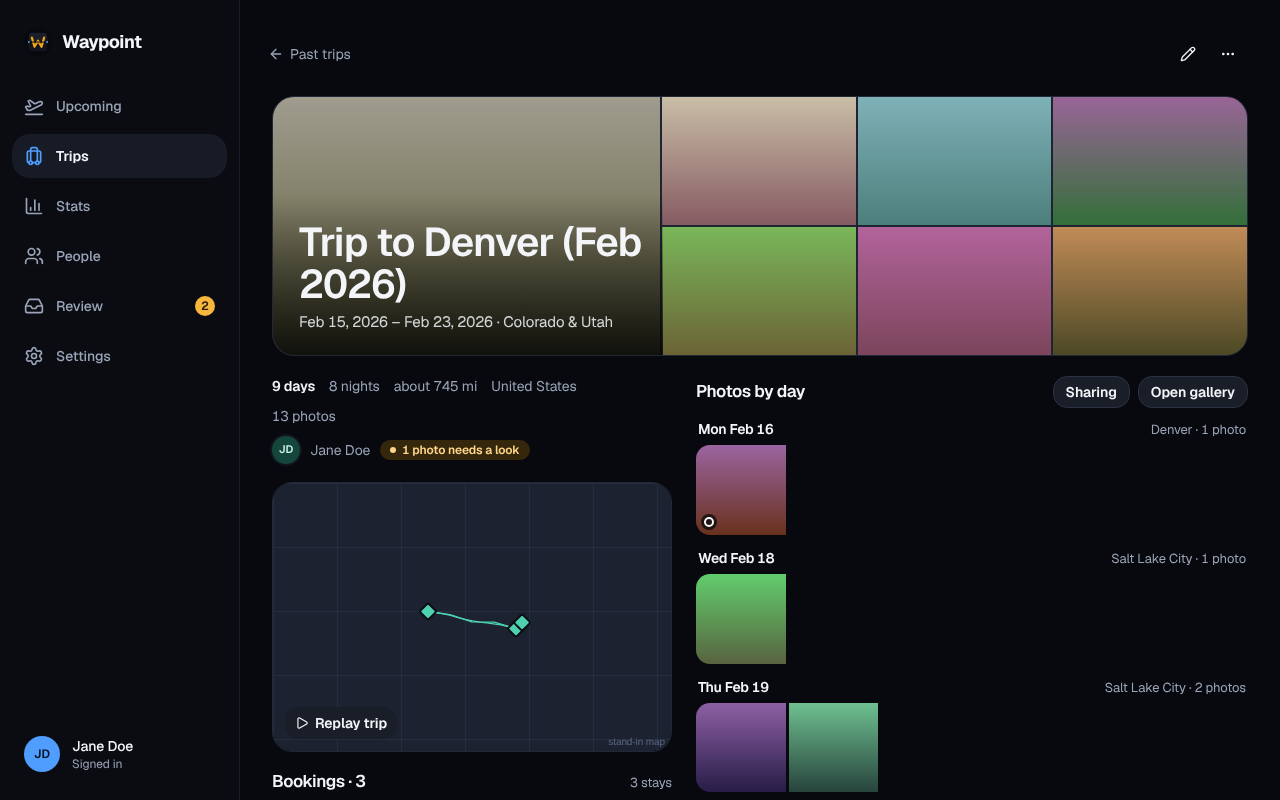 Waypoint
Upcoming
Trips
Stats
People
Review
2
Settings
JD
Jane Doe
Signed in
Past trips
Trip to Denver (Feb
2026)
Feb 15, 2026 – Feb 23, 2026 · Colorado & Utah
9 days 8 nights about 745 mi United States
13 photos
JD Jane Doe 1 photo needs a look
Replay trip
stand-in map
Bookings · 3 3 stays
Photos by day Sharing Open gallery
Mon Feb 16 Denver · 1 photo
Wed Feb 18 Salt Lake City · 1 photo
Thu Feb 19 Salt Lake City · 2 photos